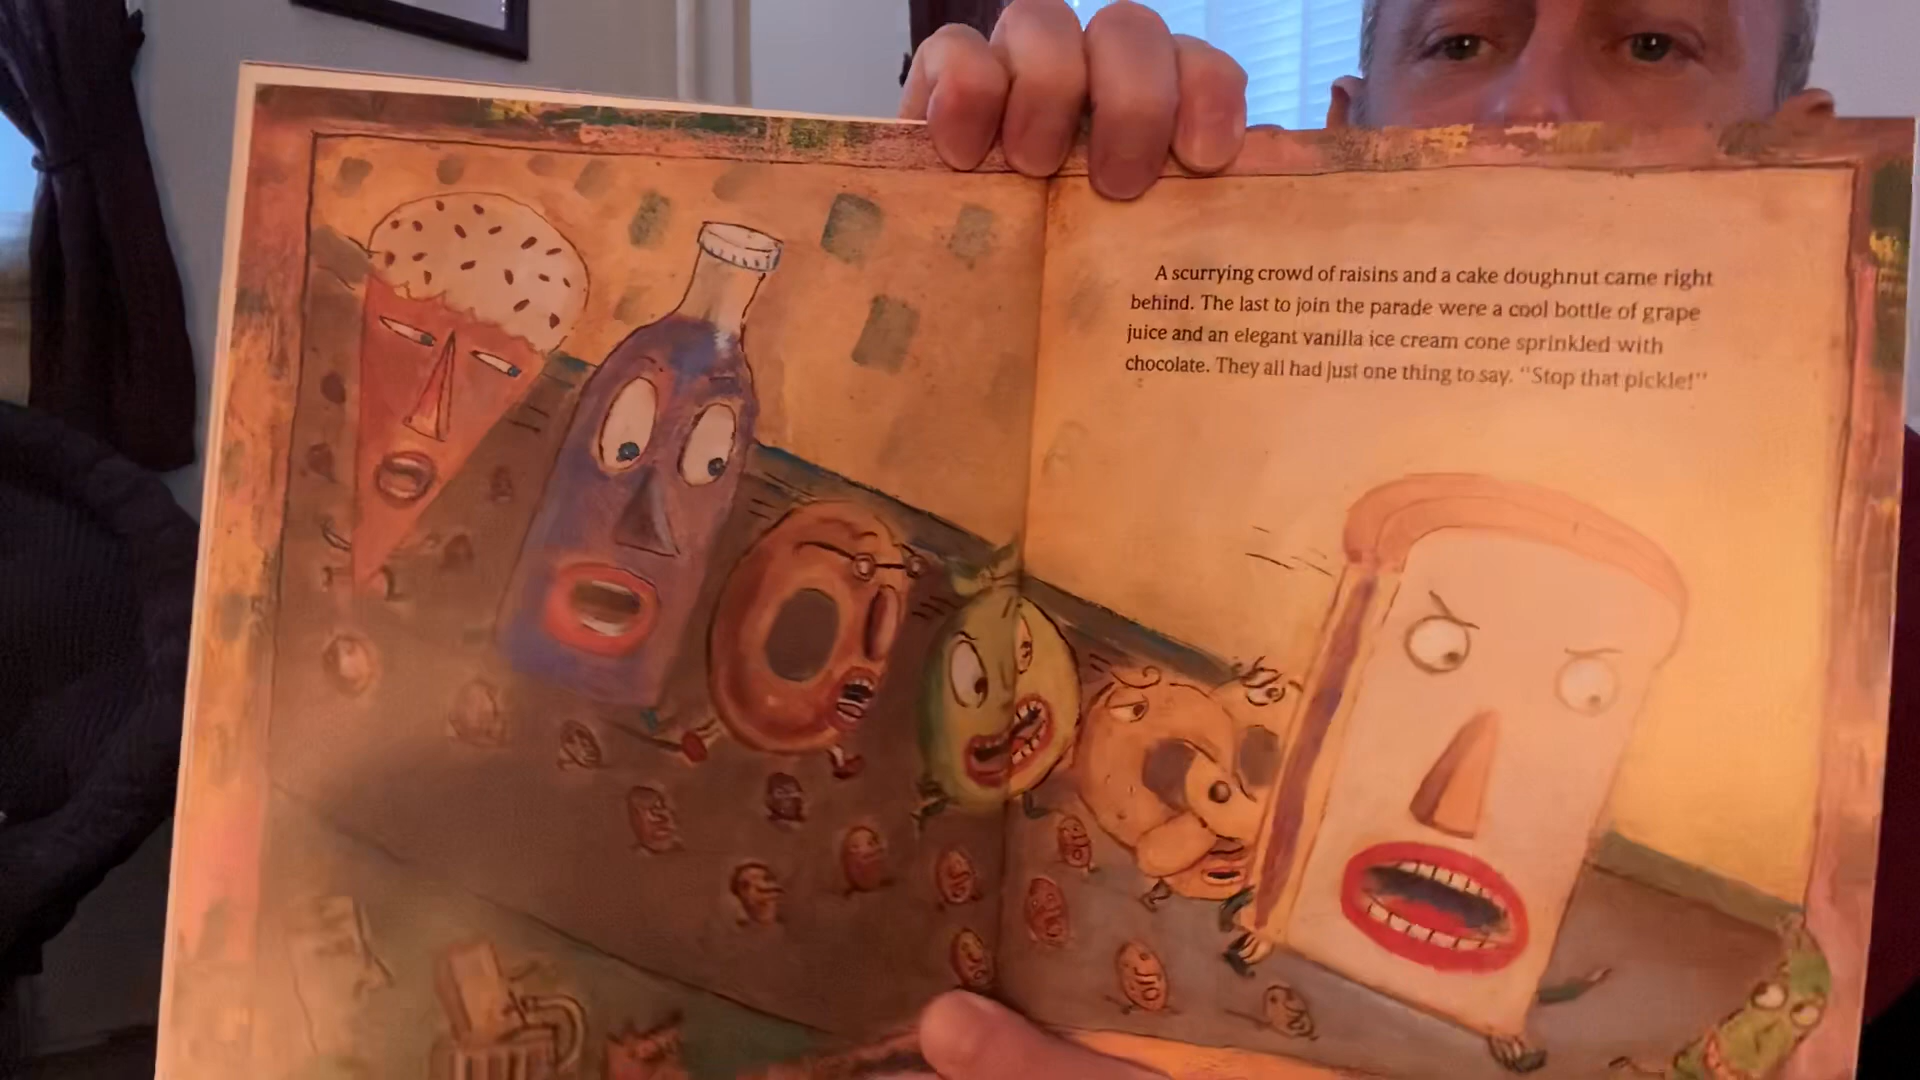 A scurrying crowd of raisins and a cake doughnut came right
behind. The last to join the parade were a cool bottle of grape
juice and an elegant vanilla ice cream cone sprinkled with
chocolate. They all had just one thing to say. "Stop that pickle!"